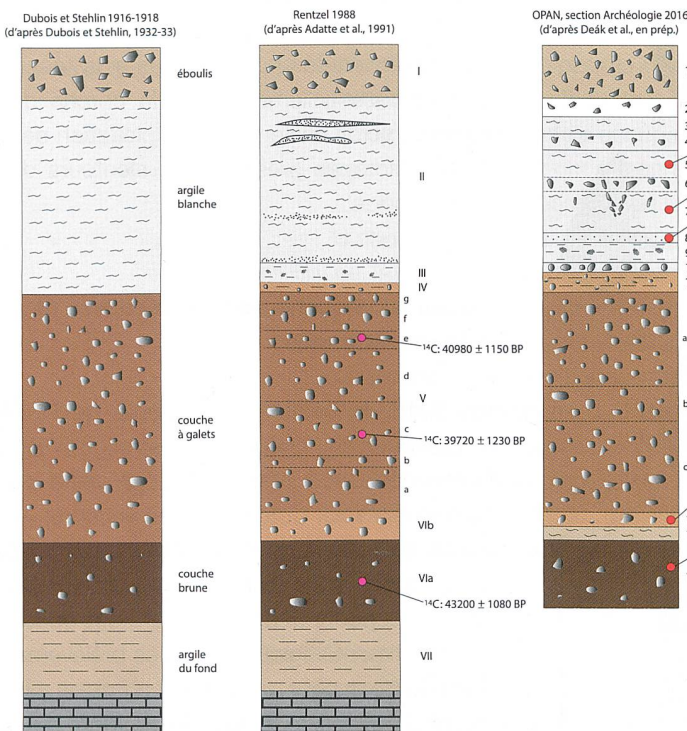 Dubois et Stehlin 1916-1918
(d'après Dubois et Stehlin, 1932-33)
éboulis
argile
blanche
couche
à galets
couche
brune
argile
du fond
Rentzel 1988
(d'après Adatte et al., 1991)
I
II
III
IV
g
f
e
14C: 40980 ± 1150 BP
d
V
c
14C: 39720 ± 1230 BP
b
a
VIb
VIa
14C: 43200 ± 1080 BP
VII
OPAN, section Archéologie 2016
(d'après Deák et al., en prép.)
a
b